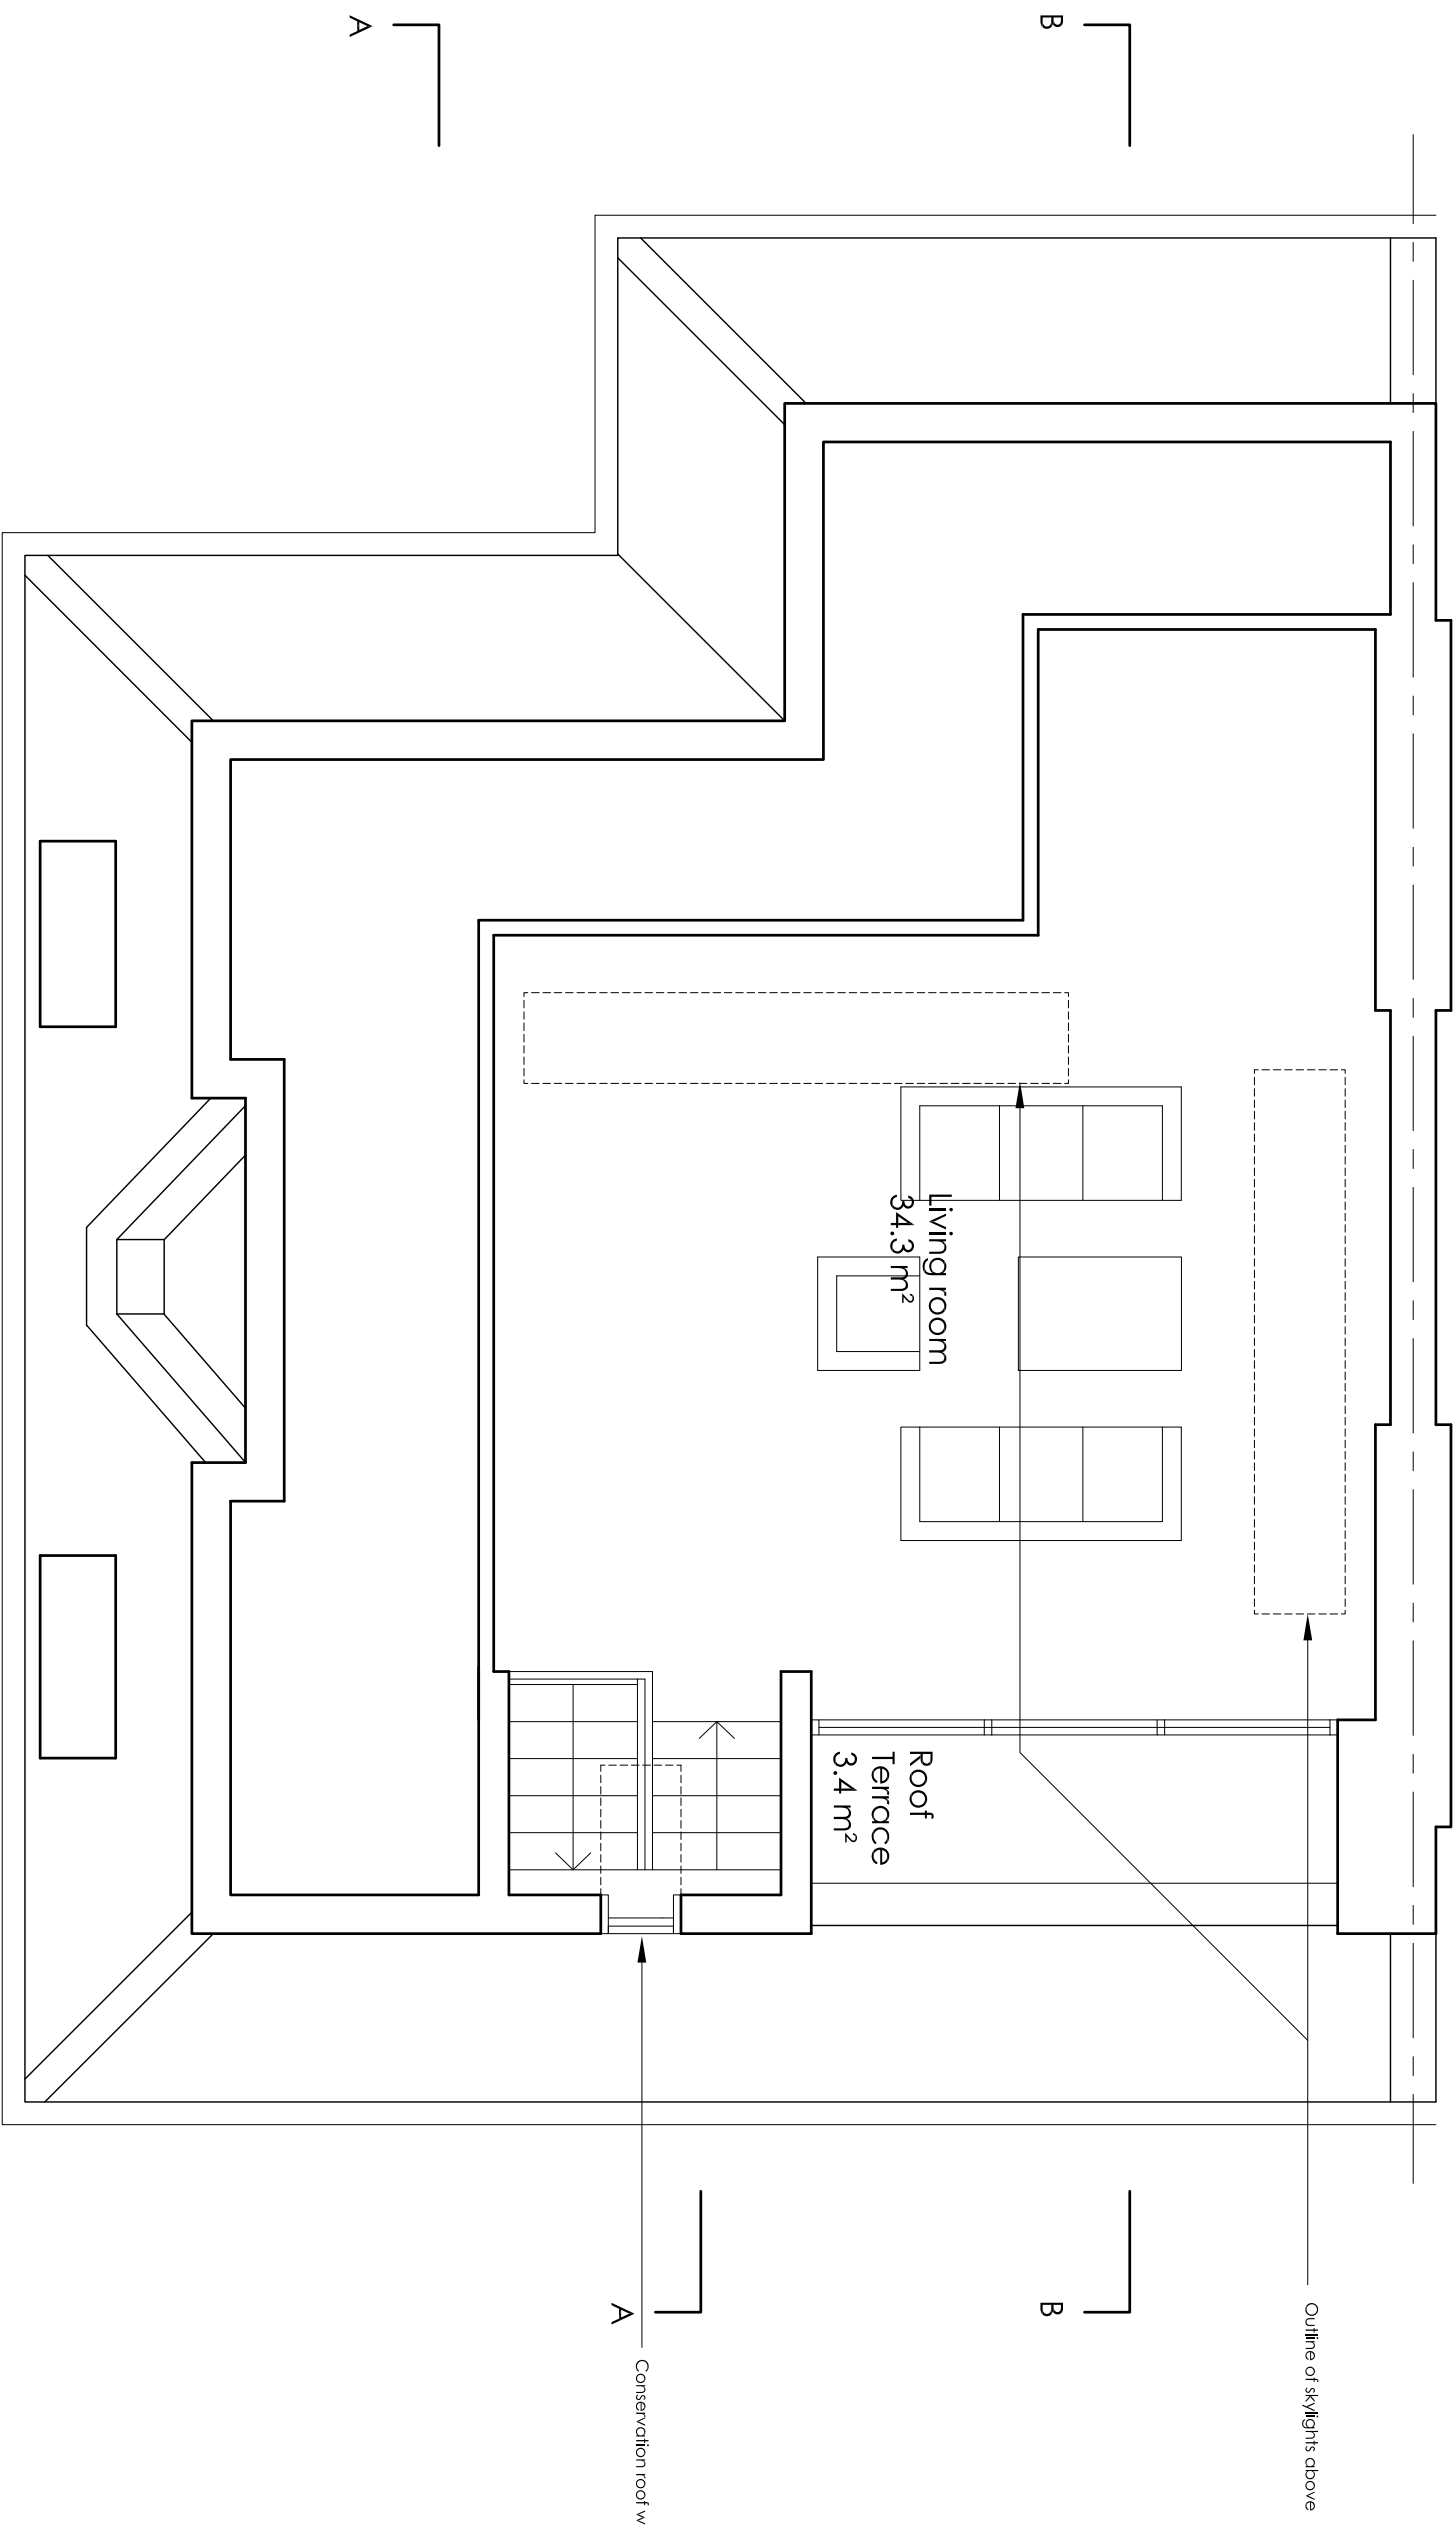 Outline of skylights above
B
B
Living room
34.3 m²
Roof
Terrace
3.4 m²
Conservation roof w
A
A